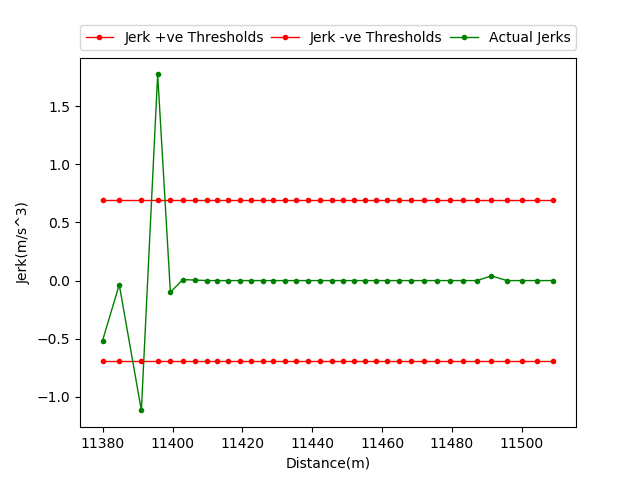 Jerk +ve Thresholds Jerk -ve Thresholds Actual Jerks
1.5
1.0
0.5
0.0
−0.5
−1.0
Jerk(m/s^3)
11380 11400 11420 11440 11460 11480 11500
Distance(m)